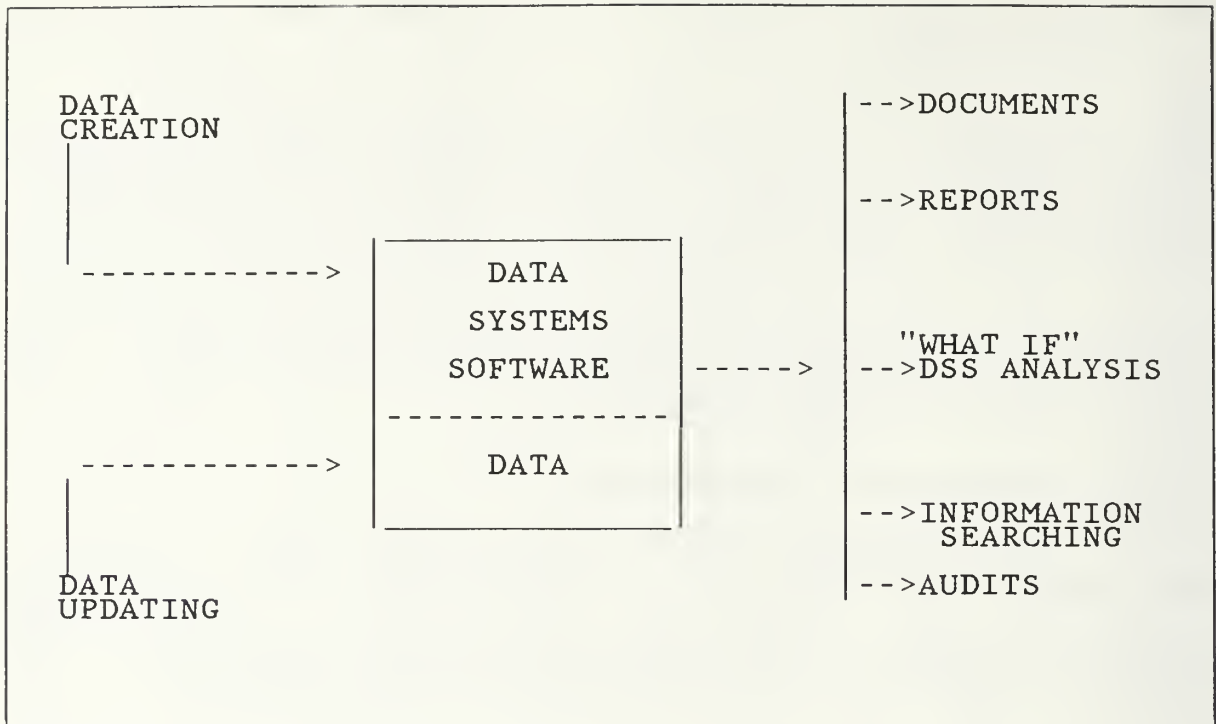 DATA
CREATION
DATA
SYSTEMS
SOFTWARE
DATA
DATA
UPDATING
-->DOCUMENTS
-->REPORTS
"WHAT IF"
-->DSS ANALYSIS
-->INFORMATION
SEARCHING
-->AUDITS